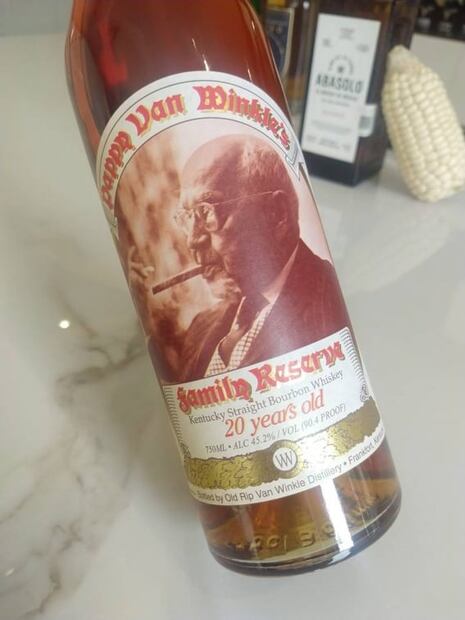 Pappy Van Winkle's
Family Reserve
Kentucky Straight Bourbon Whiskey
20 years old
750ML • ALC 45.2% / VOL (90.4 PROOF)
VW
Bottled by Old Rip Van Winkle Distillery • Frankfort,
ABASOLO